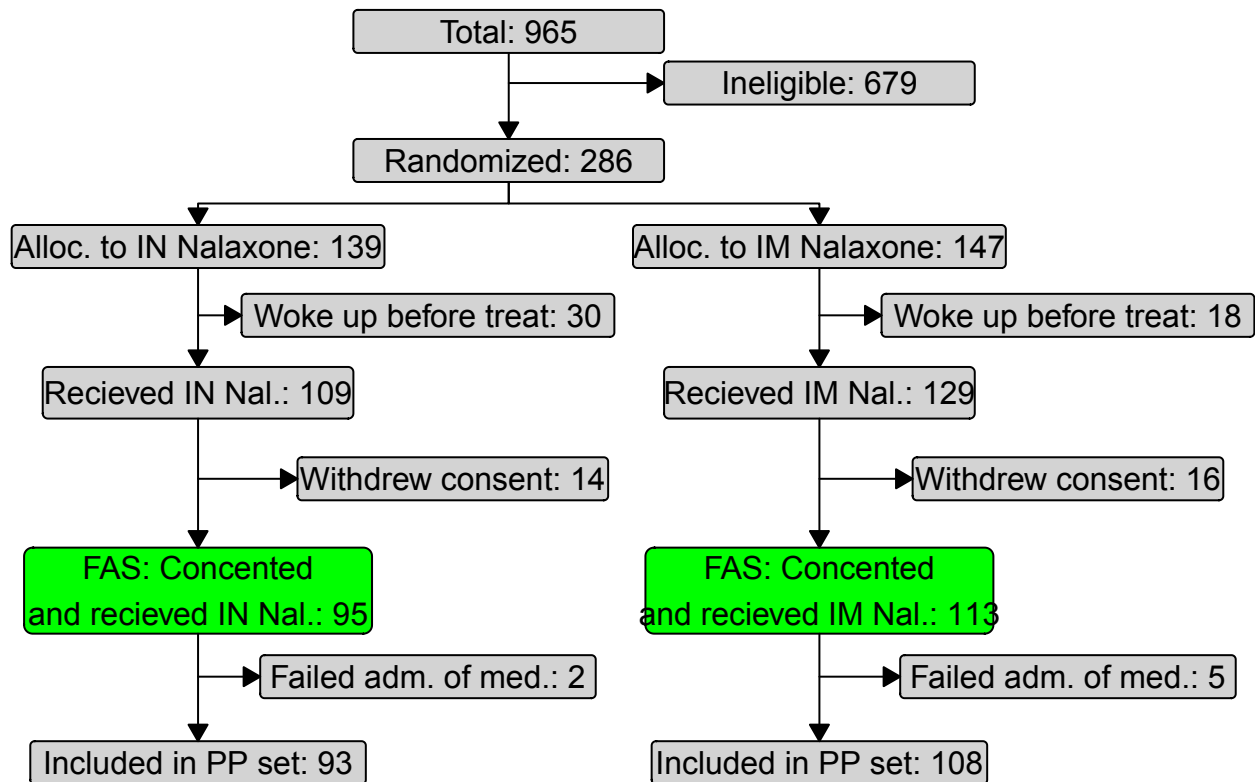 Total: 965
Ineligible: 679
Randomized: 286
Alloc. to IN Nalaxone: 139
Alloc. to IM Nalaxone: 147
Woke up before treat: 30
Woke up before treat: 18
Recieved IN Nal.: 109
Recieved IM Nal.: 129
Withdrew consent: 14
Withdrew consent: 16
FAS: Concented
and recieved IN Nal.: 95
FAS: Concented
and recieved IM Nal.: 113
Failed adm. of med.: 2
Failed adm. of med.: 5
Included in PP set: 93
Included in PP set: 108